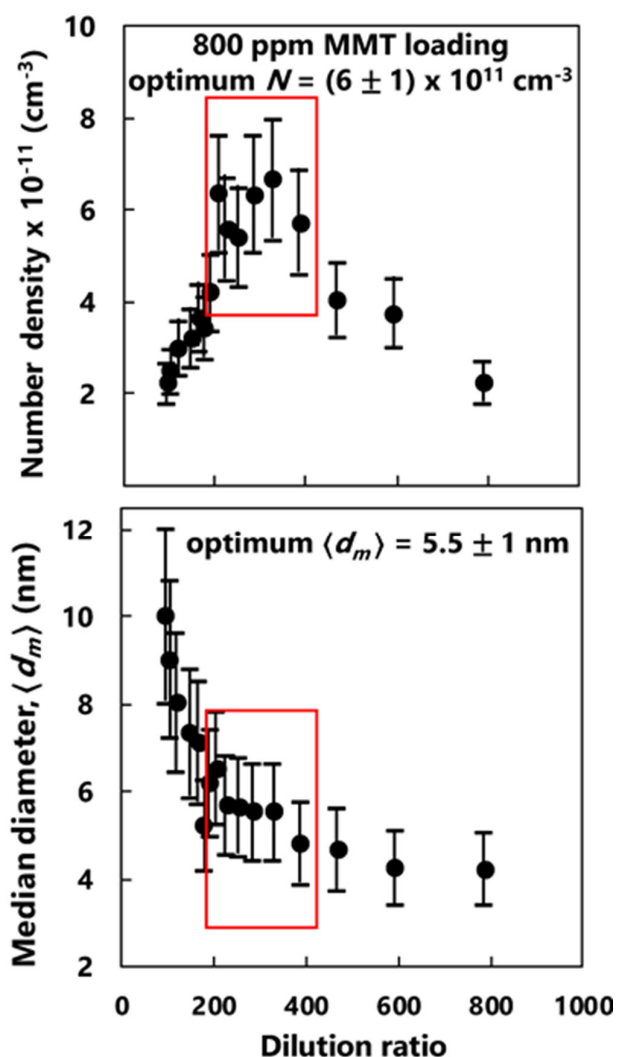 800 ppm MMT loading
optimum N = (6 ± 1) x 10¹¹ cm⁻³
Number density x 10⁻¹¹ (cm⁻³)
10
8
6
4
2
optimum ⟨dₘ⟩ = 5.5 ± 1 nm
Median diameter, ⟨dₘ⟩ (nm)
12
10
8
6
4
2
0 200 400 600 800 1000
Dilution ratio